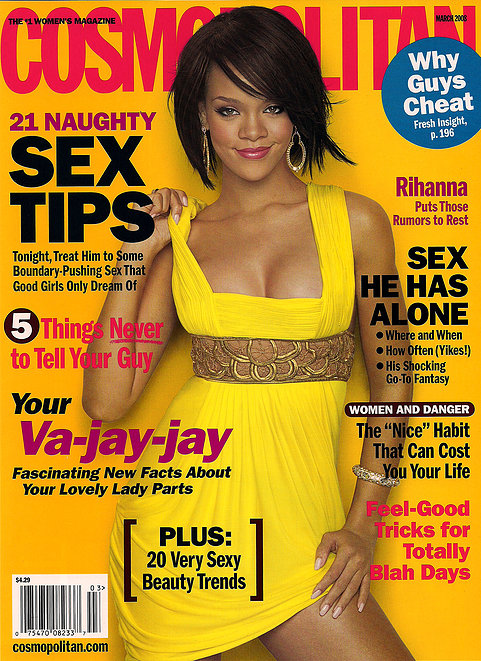 THE #1 WOMEN'S MAGAZINE
MARCH 2008
COSMOPOLITAN
Why
Guys
Cheat
Fresh Insight,
p. 196
21 NAUGHTY
SEX
TIPS
Tonight, Treat Him to Some
Boundary-Pushing Sex That
Good Girls Only Dream Of
Rihanna
Puts Those
Rumors to Rest
SEX
HE HAS
ALONE
• Where and When
• How Often (Yikes!)
• His Shocking
Go-To Fantasy
5 Things Never
to Tell Your Guy
Your
Va-jay-jay
Fascinating New Facts About
Your Lovely Lady Parts
WOMEN AND DANGER
The "Nice" Habit
That Can Cost
You Your Life
Feel-Good
Tricks for
Totally
Blah Days
PLUS:
20 Very Sexy
Beauty Trends
$4.29
03>
0 75470 08233 7
cosmopolitan.com